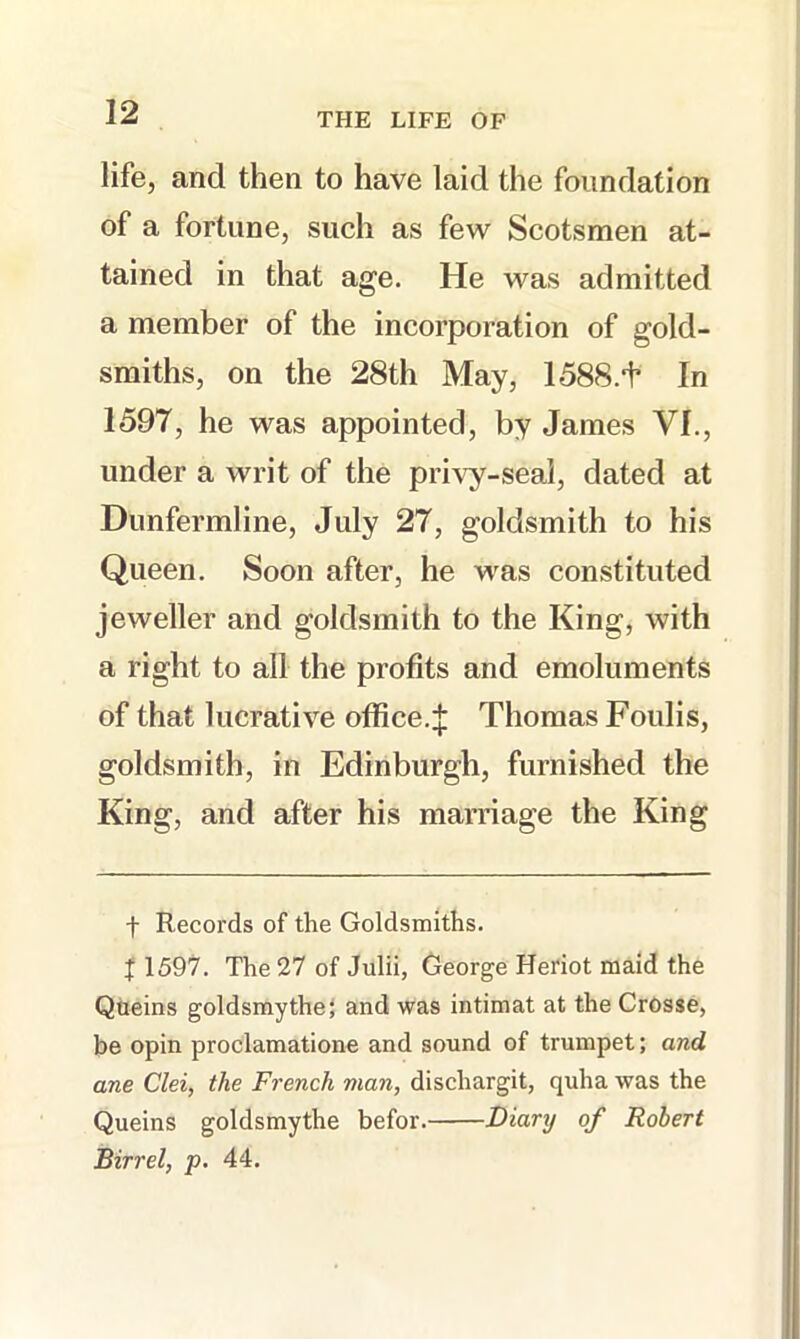 12 THE LIFE OF
life, and then to have laid the foundation
of a fortune, such as few Scotsmen at-
tained in that age. He was admitted
a member of the incorporation of gold-
smiths, on the 28th May, 1588.† In
1597, he was appointed, by James VI.,
under a writ of the privy-seal, dated at
Dunfermline, July 27, goldsmith to his
Queen. Soon after, he was constituted
jeweller and goldsmith to the King, with
a right to all the profits and emoluments
of that lucrative office.‡ Thomas Foulis,
goldsmith, in Edinburgh, furnished the
King, and after his marriage the King
† Records of the Goldsmiths.
‡ 1597. The 27 of Julii, George Heriot maid the
Queins goldsmythe; and was intimat at the Crosse,
be opin proclamatione and sound of trumpet; and
ane Clei, the French man, dischargit, quha was the
Queins goldsmythe befor.——Diary of Robert
Birrel, p. 44.